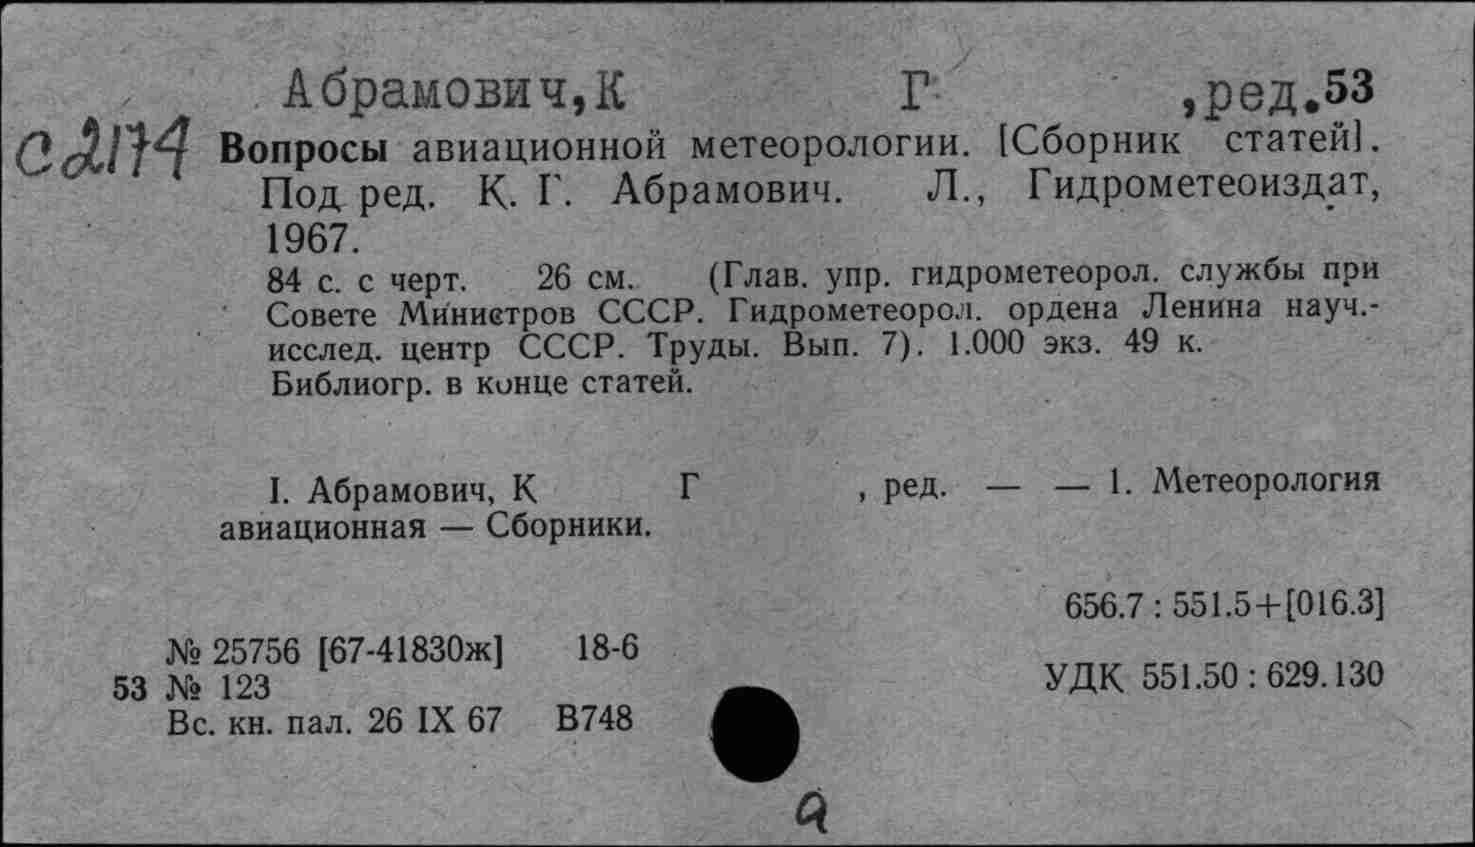 Абрамович, К Г , ред. 53
С2174 Вопросы авиационной метеорологии. [Сборник статей].
Под ред. К. Г. Абрамович. Л., Гидрометеоиздат,
1967.
84 с. с черт. 26 см. (Глав. упр. гидрометеорол. службы при
Совете Министров СССР. Гидрометеорол. ордена Ленина науч.-
исслед. центр СССР. Труды. Вып. 7). 1.000 экз. 49 к.
Библиогр. в конце статей.
I. Абрамович, К Г , ред. — — 1. Метеорология
авиационная — Сборники.
656.7 : 551.5+[016.3]
№ 25756 [67-41830ж] 18-6
53 № 123
УДК 551.50 : 629.130
Вс. кн. пал. 26 IX 67 В748
а